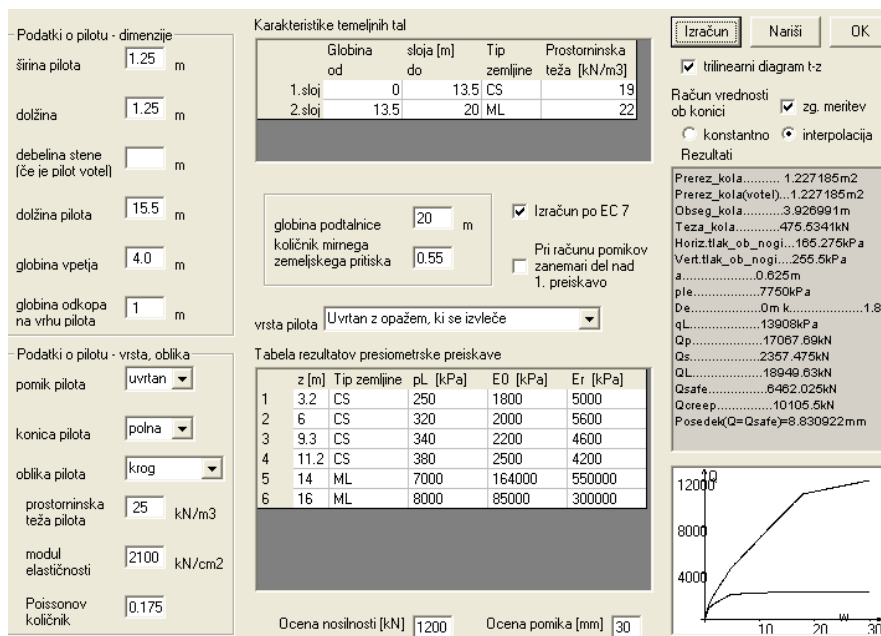 Podatki o pilotu - dimenzije
širina pilota 1.25 m
dolžina 1.25 m
debelina stene
(če je pilot votel) m
dolžina pilota 15.5 m
globina vpetja 4.0 m
globina odkopa
na vrhu pilota 1 m
Podatki o pilotu - vrsta, oblika
pomik pilota uvrtan
konica pilota polna
oblika pilota krog
prostorninska
teža pilota 25 kN/m3
modul
elastičnosti 2100 kN/cm2
Poissonov
količnik 0.175
Karakteristike temeljnih tal
Globina sloja [m] Tip Prostorninska
od do zemljine teža [kN/m3]
1.sloj 0 13.5 CS 19
2.sloj 13.5 20 ML 22
globina podtalnice 20 m
količnik mirnega
zemeljskega pritiska 0.55
Izračun po EC 7
Pri računu pomikov
zanemari del nad
1. preiskavo
vrsta pilota Uvrtan z opažem, ki se izvleče
Tabela rezultatov presiometrske preiskave
z [m] Tip zemljine pL [kPa] E0 [kPa] Er [kPa]
1 3.2 CS 250 1800 5000
2 6 CS 320 2000 5600
3 9.3 CS 340 2200 4600
4 11.2 CS 380 2500 4200
5 14 ML 7000 164000 550000
6 16 ML 8000 85000 300000
Ocena nosilnosti [kN] 1200 Ocena pomika [mm] 30
Izračun Nariši OK
trilinearni diagram t-z
Račun vrednosti
ob konici zg. meritev
konstantno interpolacija
Rezultati
Prerez_kola.......... 1.227185m2
Prerez_kola(votel)...1.227185m2
Obseg_kola..........3.926991m
Teza_kola...........475.5341kN
Horiz.tlak_ob_nogi...165.275kPa
Vert.tlak_ob_nogi....255.5kPa
a....................0.625m
ple..................7750kPa
De...................0m k...................1.8
qL...................13908kPa
Qp...................17067.69kN
Qs...................2357.475kN
QL...................18949.63kN
Qsafe................6462.025kN
Qcreep..............10105.5kN
Posedek(Q=Qsafe)=8.830922mm
Q
12000
8000
4000
w
10 20 30